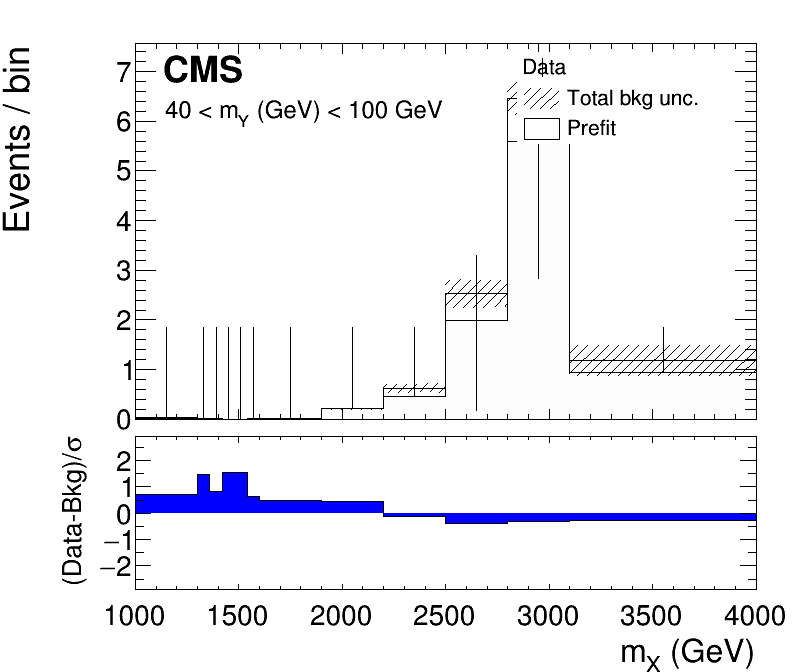 Events / bin
CMS
40 < mY (GeV) < 100 GeV
Data
Total bkg unc.
Prefit
7
6
5
4
3
2
1
0
(Data-Bkg)/σ
2
1
0
−1
−2
1000 1500 2000 2500 3000 3500 4000
mX (GeV)